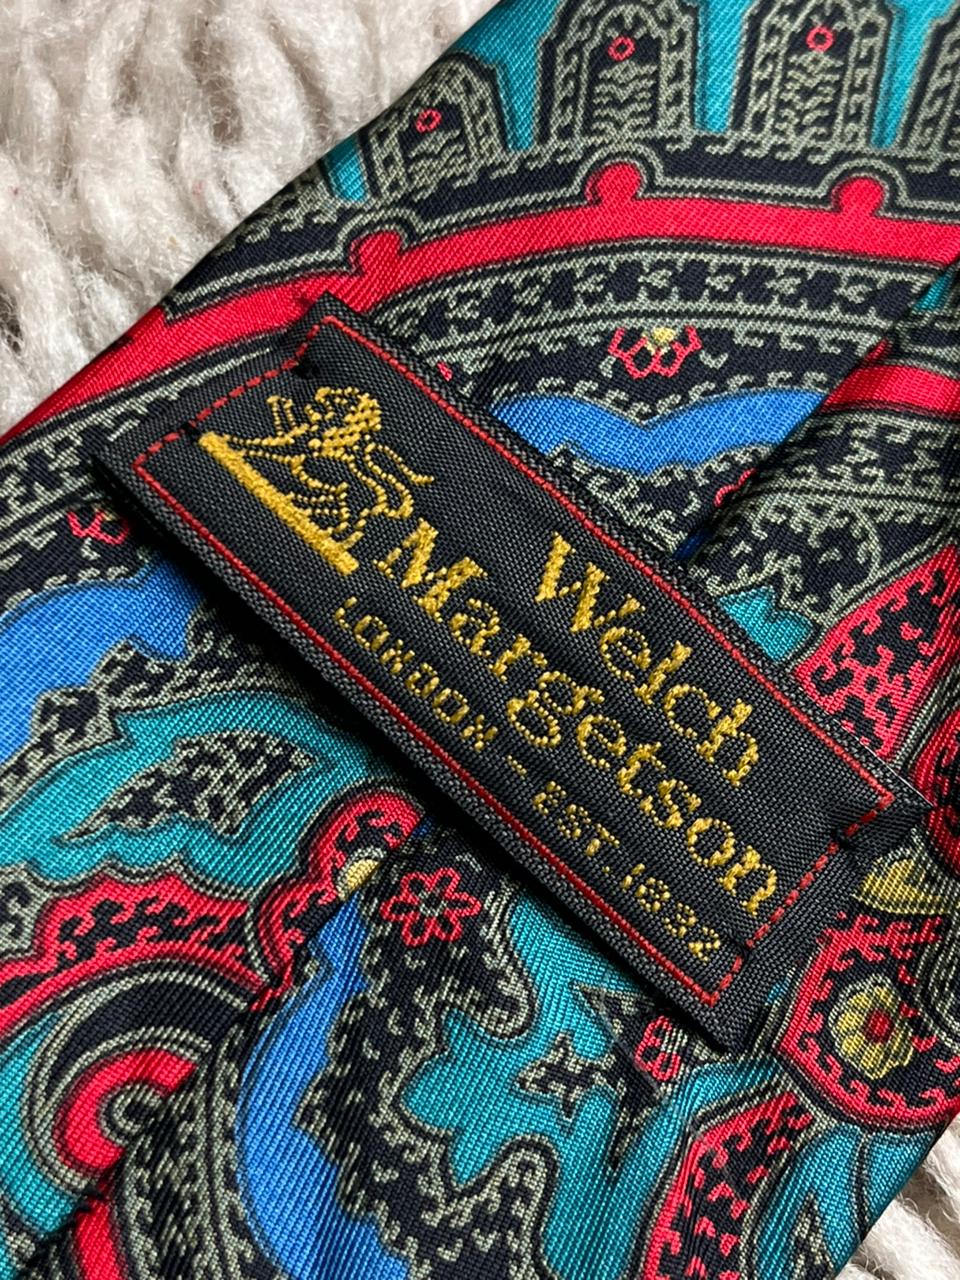 Welch
Margetson
LONDON - EST. 1832